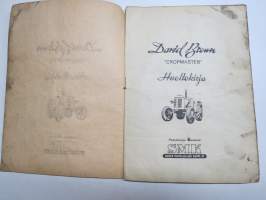 David Brown
"CROPMASTER"
Huoltokirja
SMK